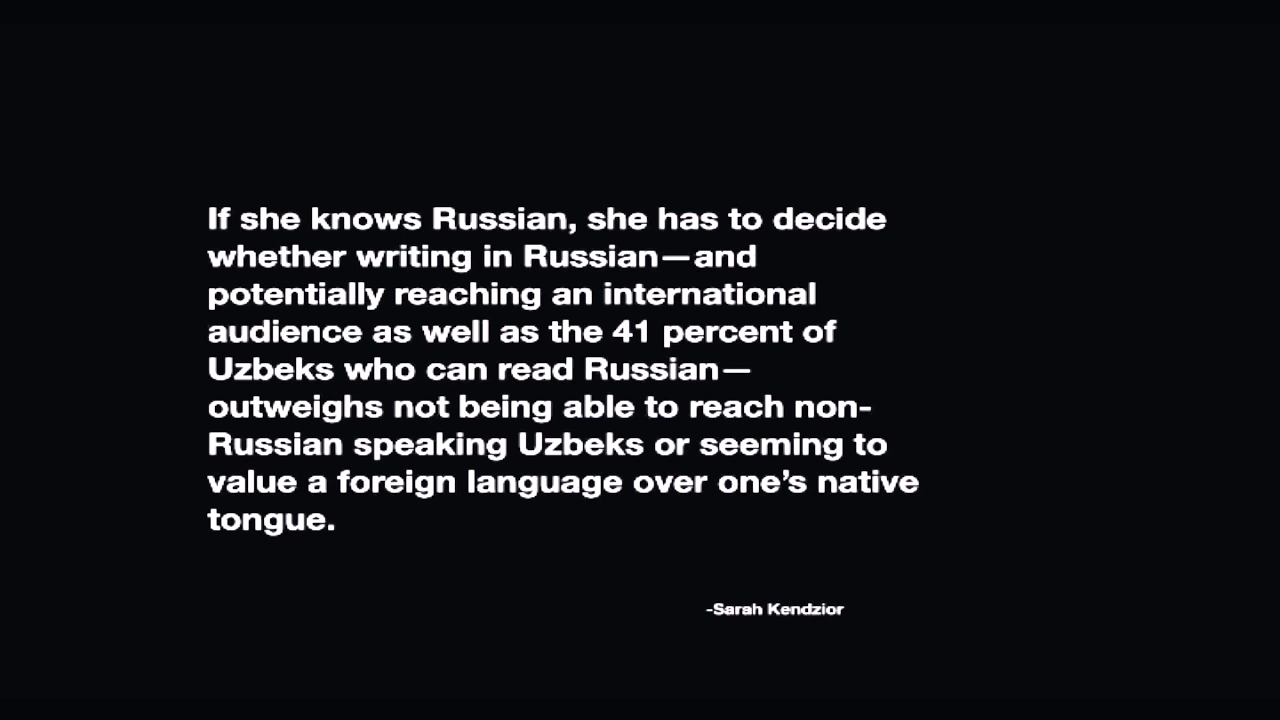 If she knows Russian, she has to decide
whether writing in Russian—and
potentially reaching an international
audience as well as the 41 percent of
Uzbeks who can read Russian—
outweighs not being able to reach non-
Russian speaking Uzbeks or seeming to
value a foreign language over one’s native
tongue.
-Sarah Kendzior